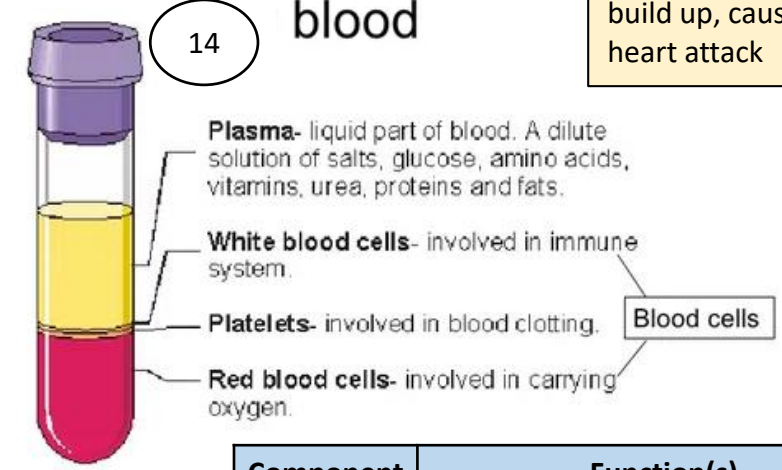 14
blood
build up, caus
heart attack
Plasma- liquid part of blood. A dilute
solution of salts, glucose, amino acids,
vitamins, urea, proteins and fats.
White blood cells- involved in immune
system.
Platelets- involved in blood clotting.
Blood cells
Red blood cells- involved in carrying
oxygen.
Component Function(s)